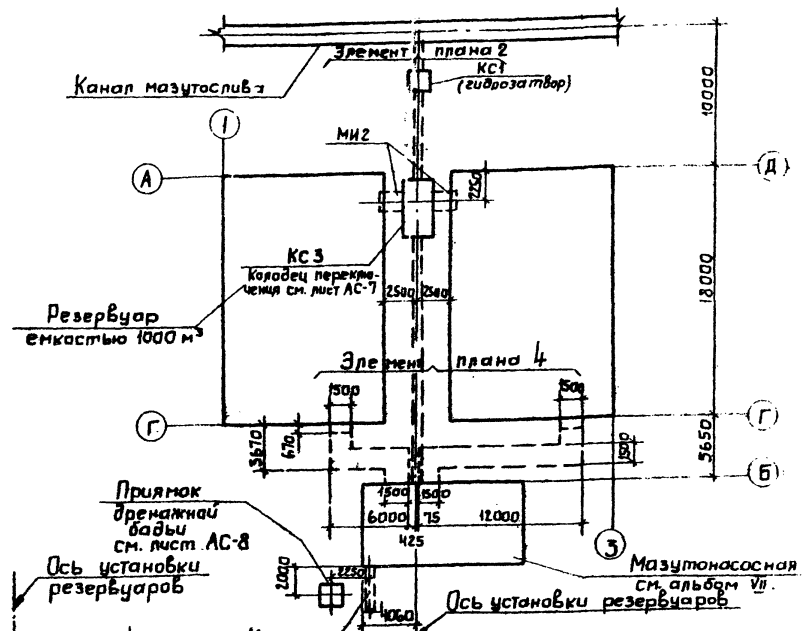 Элемент плана 2
КС1
(гидрозатвор)
Канал мазутослива
10000
1
МИ2
А
Д
2250
КС 3
Колодец переклю-
чения см. лист АС-7
2500
2500
18000
Резервуар
емкостью 1000 м³
Элемент плана 4
1500
1500
Г
Г
3670
670
1500
5650
Б
Приямок
дренажной
бадьи
см. лист АС-8
1500
1500
6000
75
12000
425
3
Ось установки
резервуаров
2000
2250
4060
Мазутонасосная
см. альбом VII.
Ось установки резервуаров